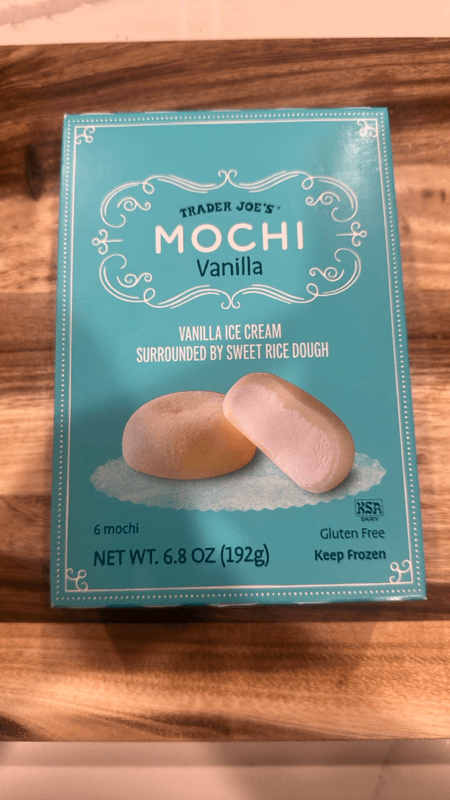 TRADER JOE'S
MOCHI
Vanilla
VANILLA ICE CREAM
SURROUNDED BY SWEET RICE DOUGH
KSA
DAIRY
6 mochi
Gluten Free
NET WT. 6.8 OZ (192g)
Keep Frozen